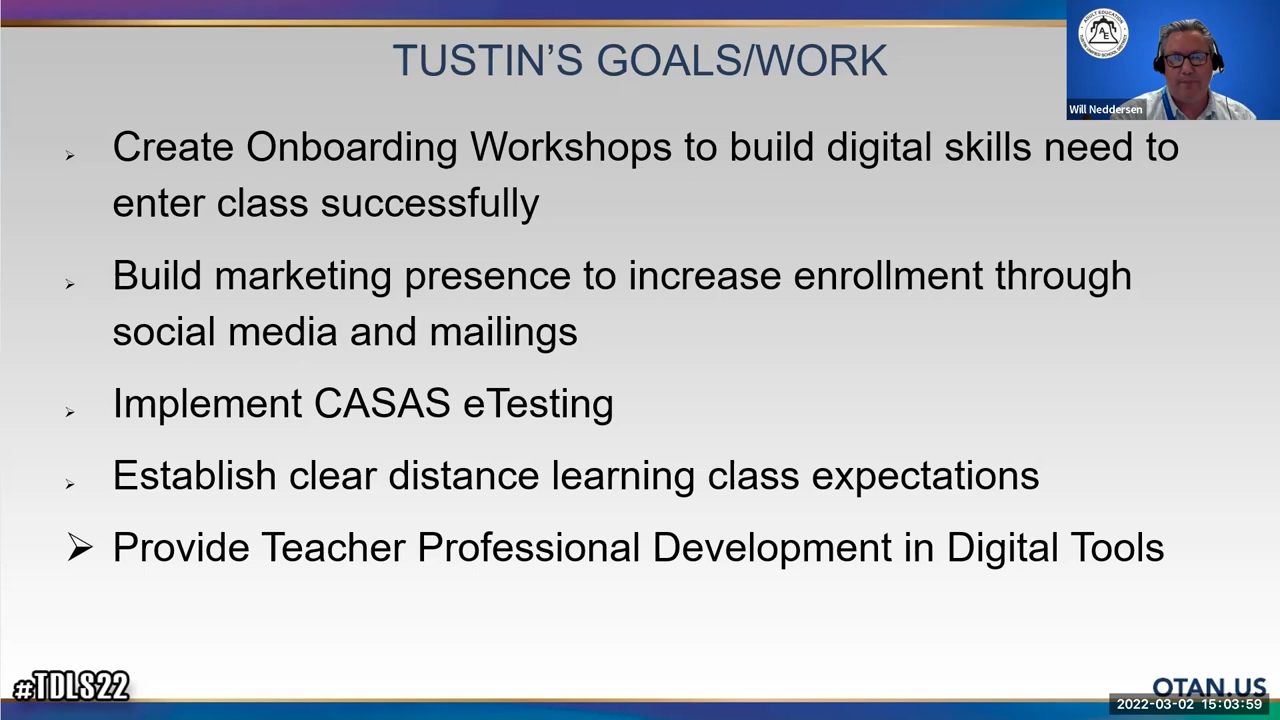 TUSTIN'S GOALS/WORK
Will Neddersen
Create Onboarding Workshops to build digital skills need to
enter class successfully
Build marketing presence to increase enrollment through
social media and mailings
Implement CASAS eTesting
Establish clear distance learning class expectations
Provide Teacher Professional Development in Digital Tools
#TDLS22
OTAN.US
2022-03-02 15:03:59